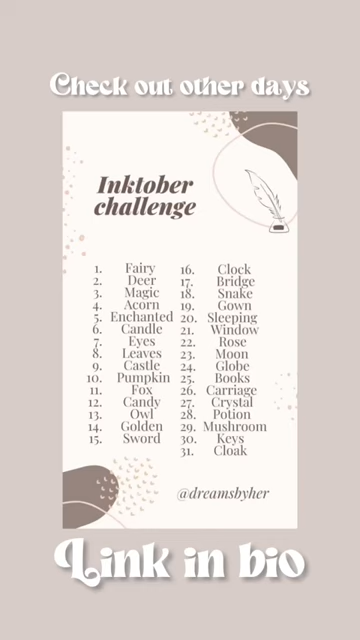 Check out other days
Inktober
challenge
1. Fairy
2. Deer
3. Magic
4. Acorn
5. Enchanted
6. Candle
7. Eyes
8. Leaves
9. Castle
10. Pumpkin
11. Fox
12. Candy
13. Owl
14. Golden
15. Sword
16. Clock
17. Bridge
18. Snake
19. Gown
20. Sleeping
21. Window
22. Rose
23. Moon
24. Globe
25. Books
26. Carriage
27. Crystal
28. Potion
29. Mushroom
30. Keys
31. Cloak
@dreamsbyher
Link in bio